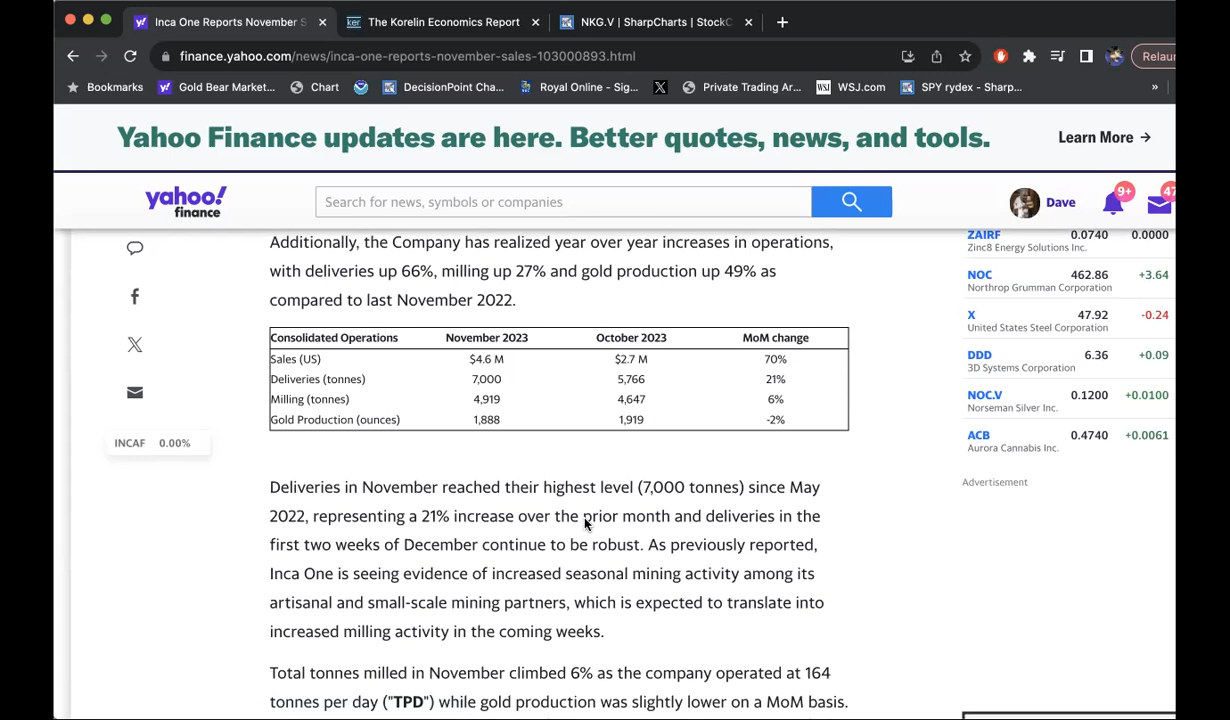 Inca One Reports November S
The Korelin Economics Report
NKG.V | SharpCharts | StockC
finance.yahoo.com/news/inca-one-reports-november-sales-103000893.html
Relaun
Bookmarks
Gold Bear Market...
Chart
DecisionPoint Cha...
Royal Online - Sig...
Private Trading Ar...
WSJ
WSJ.com
SPY rydex - Sharp...
»
Yahoo Finance updates are here. Better quotes, news, and tools.
Learn More →
yahoo!
finance
Search for news, symbols or companies
Dave
9+
47
Additionally, the Company has realized year over year increases in operations,
with deliveries up 66%, milling up 27% and gold production up 49% as
compared to last November 2022.
Consolidated Operations November 2023 October 2023 MoM change
Sales (US) $4.6 M $2.7 M 70%
Deliveries (tonnes) 7,000 5,766 21%
Milling (tonnes) 4,919 4,647 6%
Gold Production (ounces) 1,888 1,919 -2%
INCAF 0.00%
Deliveries in November reached their highest level (7,000 tonnes) since May
2022, representing a 21% increase over the prior month and deliveries in the
first two weeks of December continue to be robust. As previously reported,
Inca One is seeing evidence of increased seasonal mining activity among its
artisanal and small-scale mining partners, which is expected to translate into
increased milling activity in the coming weeks.
Total tonnes milled in November climbed 6% as the company operated at 164
tonnes per day ("TPD") while gold production was slightly lower on a MoM basis.
ZAIRF 0.0740 0.0000
Zinc8 Energy Solutions Inc.
NOC 462.86 +3.64
Northrop Grumman Corporation
X 47.92 -0.24
United States Steel Corporation
DDD 6.36 +0.09
3D Systems Corporation
NOC.V 0.1200 +0.0100
Norseman Silver Inc.
ACB 0.4740 +0.0061
Aurora Cannabis Inc.
Advertisement